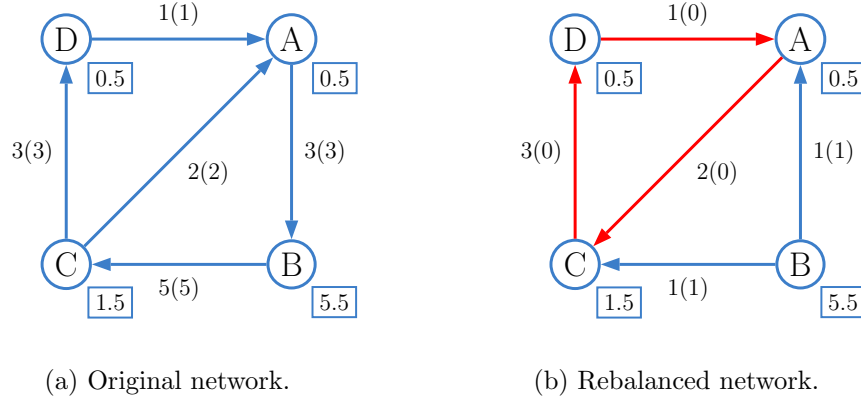 1(1)
D
A
0.5
0.5
3(3)
2(2)
3(3)
C
B
5(5)
1.5
5.5
(a) Original network.
1(0)
D
A
0.5
0.5
3(0)
2(0)
1(1)
C
B
1(1)
1.5
5.5
(b) Rebalanced network.